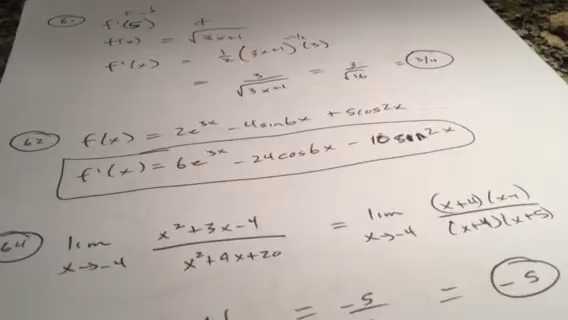 61.
f'(5)
f(x) = √3x+1
f'(x) = 1/2 (3x+1)^-1/2 (3)
= 3/√3x+1 = 3/√16 = 3/4
62. f(x) = 2e^3x - 4sin6x + 5cos2x
f'(x) = 6e^3x - 24cos6x - 10sin2x
64 lim x→-4 x²+3x-4 / x²+9x+20 = lim x→-4 (x+4)(x-1) / (x+4)(x+5)
= -5 = -5